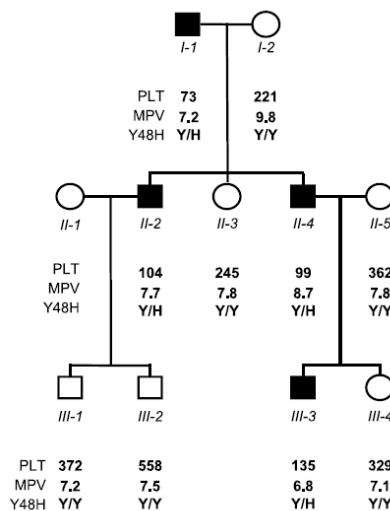 I-1 I-2
PLT 73 221
MPV 7.2 9.8
Y48H Y/H Y/Y
II-1 II-2 II-3 II-4 II-5
PLT 104 245 99 362
MPV 7.7 7.8 8.7 7.8
Y48H Y/H Y/Y Y/H Y/Y
III-1 III-2 III-3 III-4
PLT 372 558 135 329
MPV 7.2 7.5 6.8 7.1
Y48H Y/Y Y/Y Y/H Y/Y